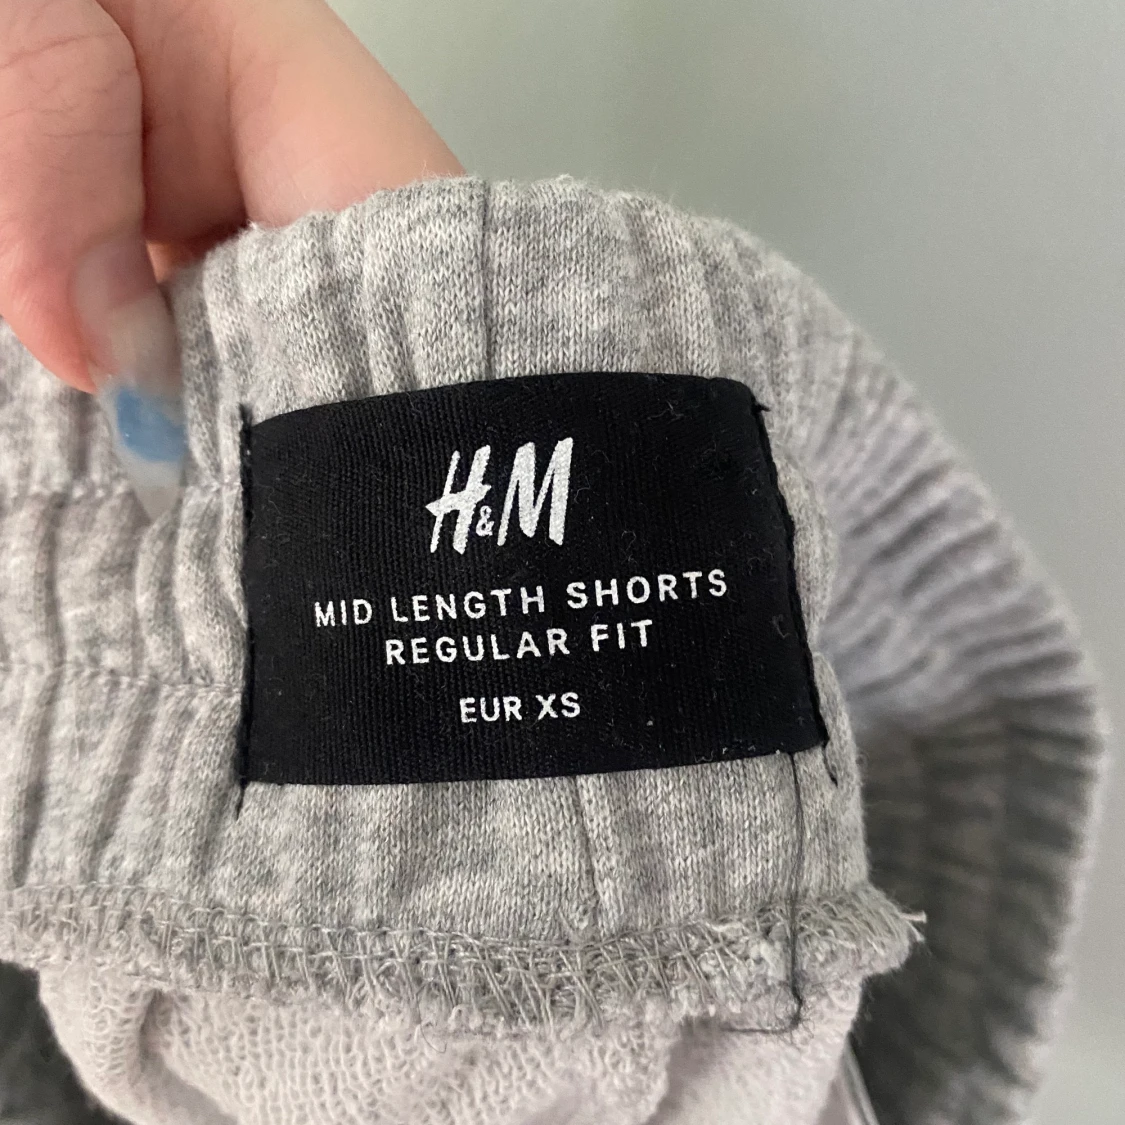 H&M
MID LENGTH SHORTS
REGULAR FIT
EUR XS